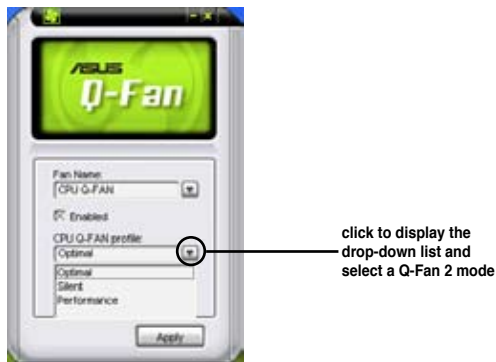 ASUS
Q-Fan
Fan Name:
CPU Q-FAN
Enabled
CPU Q-FAN profile:
Optimal
Optimal
Silent
Performance
Apply
click to display the
drop-down list and
select a Q-Fan 2 mode